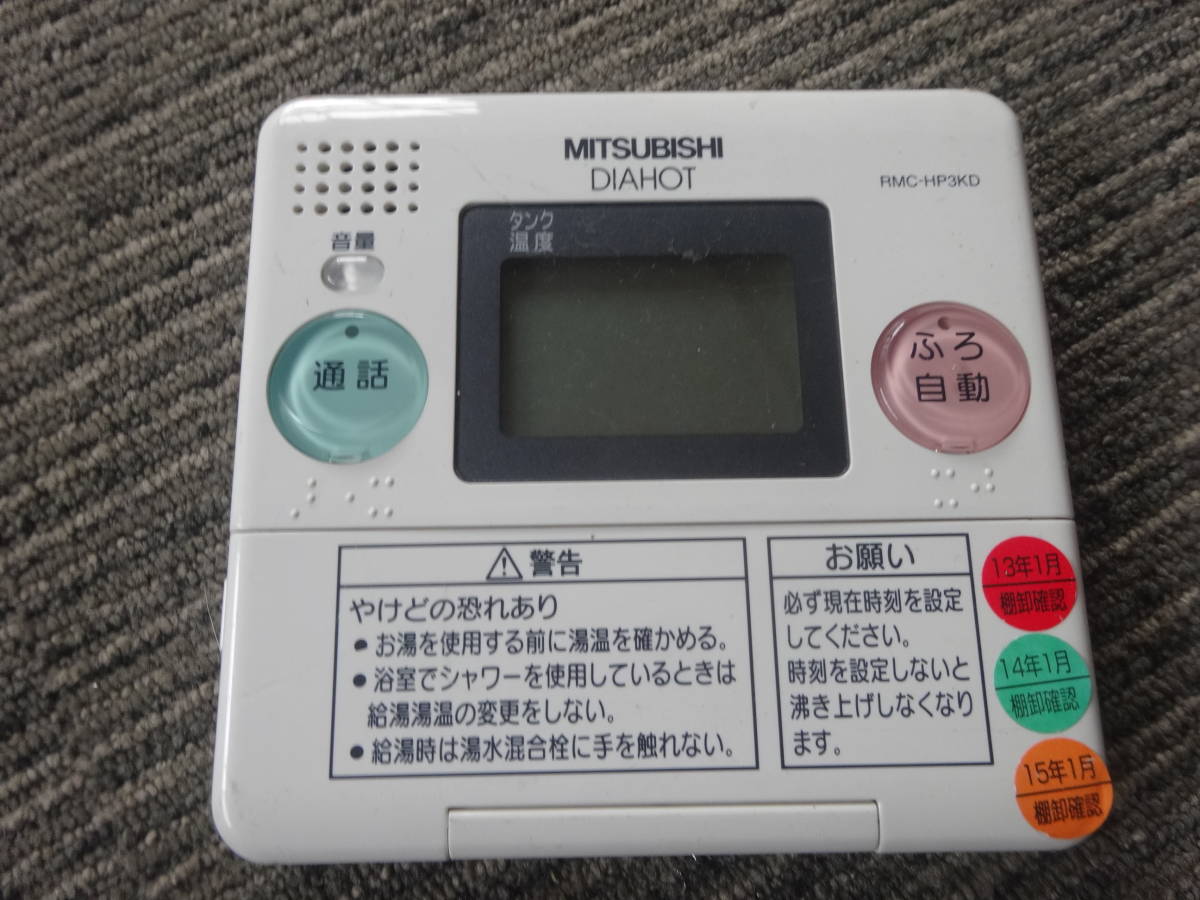 MITSUBISHI
DIAHOT
RMC-HP3KD
音量
タンク
温度
通話
ふろ
自動
警告
やけどの恐れあり
● お湯を使用する前に湯温を確かめる。
● 浴室でシャワーを使用しているときは
給湯湯温の変更をしない。
● 給湯時は湯水混合栓に手を触れない。
お願い
必ず現在時刻を設定
してください。
時刻を設定しないと
沸き上げしなくなり
ます。
13年1月
棚卸確認
14年1月
棚卸確認
15年1月
棚卸確認